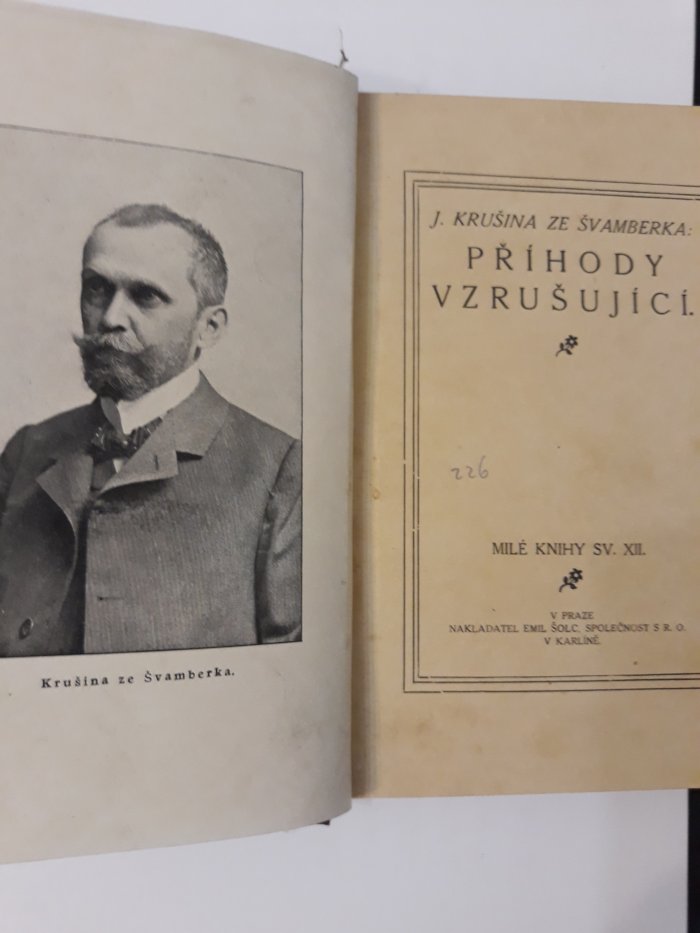 Krušina ze Švamberka.
J. KRUŠINA ZE ŠVAMBERKA:
PŘÍHODY
VZRUŠUJÍCÍ.
226
MILÉ KNIHY SV. XII.
V PRAZE
NAKLADATEL EMIL ŠOLC, SPOLEČNOST S R. O.
V KARLÍNĚ